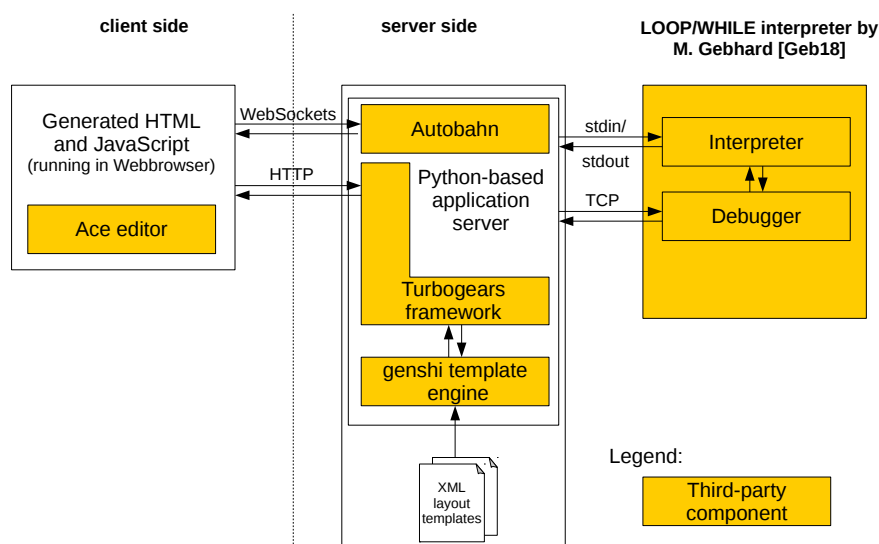 client side
server side
LOOP/WHILE interpreter by
M. Gebhard [Geb18]
Generated HTML
and JavaScript
(running in Webbrowser)
Ace editor
WebSockets
HTTP
Autobahn
Python-based
application
server
Turbogears
framework
genshi template
engine
XML
layout
templates
stdin/
stdout
TCP
Interpreter
Debugger
Legend:
Third-party
component